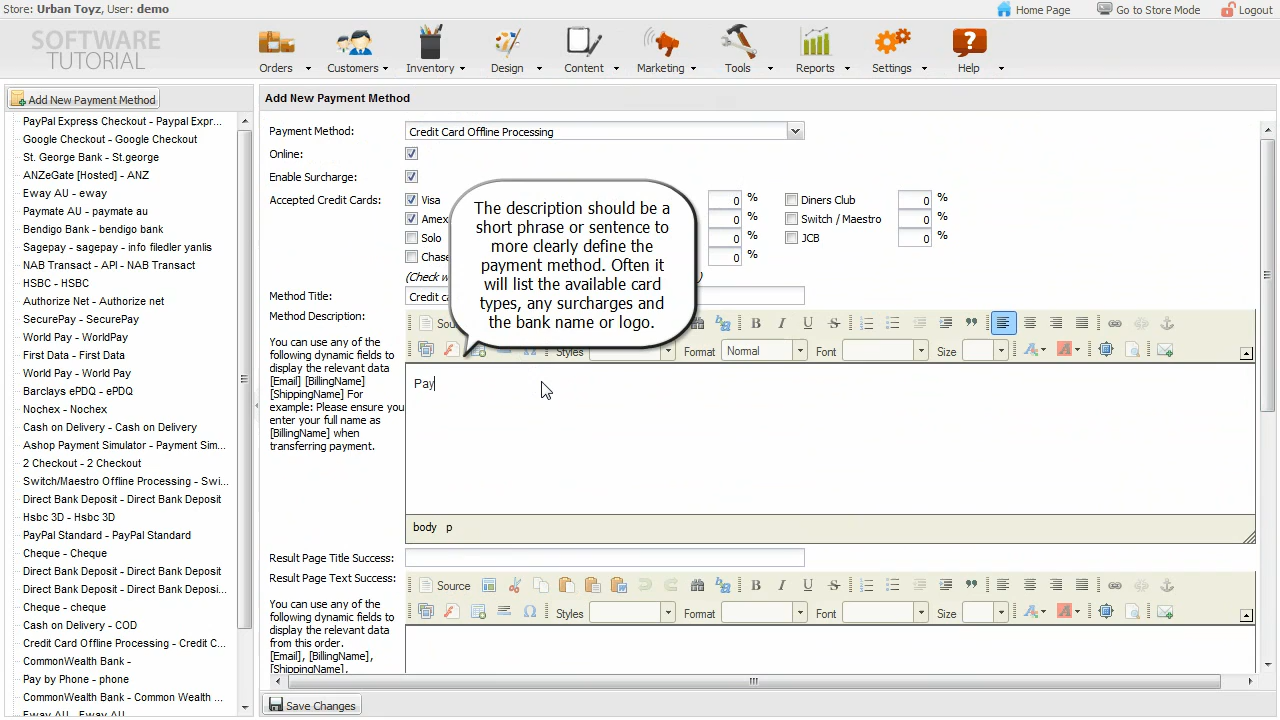 Store: Urban Toyz, User: demo
Home Page
Go to Store Mode
Logout
SOFTWARE
TUTORIAL
Orders
Customers
Inventory
Design
Content
Marketing
Tools
Reports
Settings
Help
Add New Payment Method
PayPal Express Checkout - Paypal Expr...
Google Checkout - Google Checkout
St. George Bank - St.george
ANZeGate [Hosted] - ANZ
Eway AU - eway
Paymate AU - paymate au
Bendigo Bank - bendigo bank
Sagepay - sagepay - info filedler yanlis
NAB Transact - API - NAB Transact
HSBC - HSBC
Authorize Net - Authorize net
SecurePay - SecurePay
World Pay - World Pay
First Data - First Data
World Pay - World Pay
Barclays ePDQ - ePDQ
Nochex - Nochex
Cash on Delivery - Cash on Delivery
Ashop Payment Simulator - Payment Sim...
2 Checkout - 2 Checkout
Switch/Maestro Offline Processing - Swi...
Direct Bank Deposit - Direct Bank Deposit
Hsbc 3D - Hsbc 3D
PayPal Standard - PayPal Standard
Cheque - Cheque
Direct Bank Deposit - Direct Bank Deposit
Direct Bank Deposit - Direct Bank Deposit
Cheque - cheque
Cash on Delivery - COD
Credit Card Offline Processing - Credit C...
CommonWealth Bank -
Pay by Phone - phone
CommonWealth Bank - Common Wealth ...
Eway AU - Eway AU
Add New Payment Method
Payment Method:
Credit Card Offline Processing
Online:
Enable Surcharge:
Accepted Credit Cards:
Visa
0 %
Diners Club
0 %
Amex
0 %
Switch / Maestro
0 %
Solo
0 %
JCB
0 %
Chase
0 %
(Check w
)
The description should be a
short phrase or sentence to
more clearly define the
payment method. Often it
will list the available card
types, any surcharges and
the bank name or logo.
Method Title:
Credit ca
Method Description:
You can use any of the
following dynamic fields to
display the relevant data
[Email] [BillingName]
[ShippingName] For
example: Please ensure you
enter your full name as
[BillingName] when
transferring payment.
Sou
B I U S
Styles
Format
Normal
Font
Size
Pay
body p
Result Page Title Success:
Result Page Text Success:
You can use any of the
following dynamic fields to
display the relevant data
from this order.
[Email], [BillingName],
[ShippingName],
Source
B I U S
Styles
Format
Font
Size
Save Changes